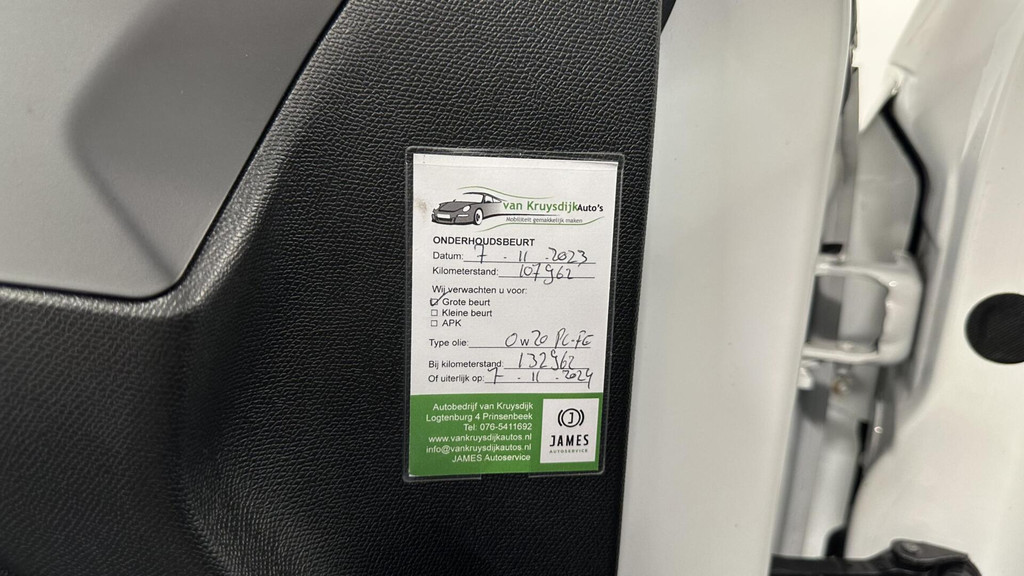 van Kruysdijk Auto's
Mobiliteit gemakkelijk maken
ONDERHOUDSBEURT
Datum: 7 - 11 - 2023
Kilometerstand: 107962
Wij verwachten u voor:
☑ Grote beurt
☐ Kleine beurt
☐ APK
Type olie: 0w20 PC-FE
Bij kilometerstand: 132962
Of uiterlijk op: 7 - 11 - 2024
Autobedrijf van Kruysdijk
Logtenburg 4 Prinsenbeek
Tel: 076-5411692
www.vankruysdijkautos.nl
info@vankruysdijkautos.nl
JAMES Autoservice
J
JAMES
AUTOSERVICE